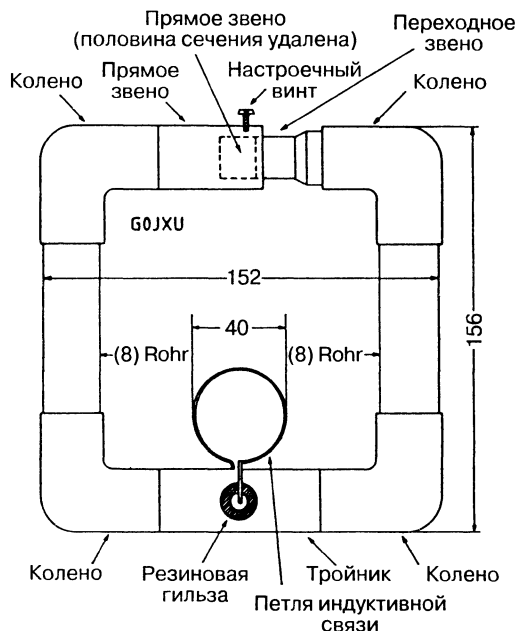 Прямое звено
(половина сечения удалена)
Переходное
звено
Колено
Прямое
звено
Настроечный
винт
Колено
G0JXU
152
156
40
(8) Rohr
(8) Rohr
Колено
Резиновая
гильза
Тройник
Колено
Петля индуктивной
связи